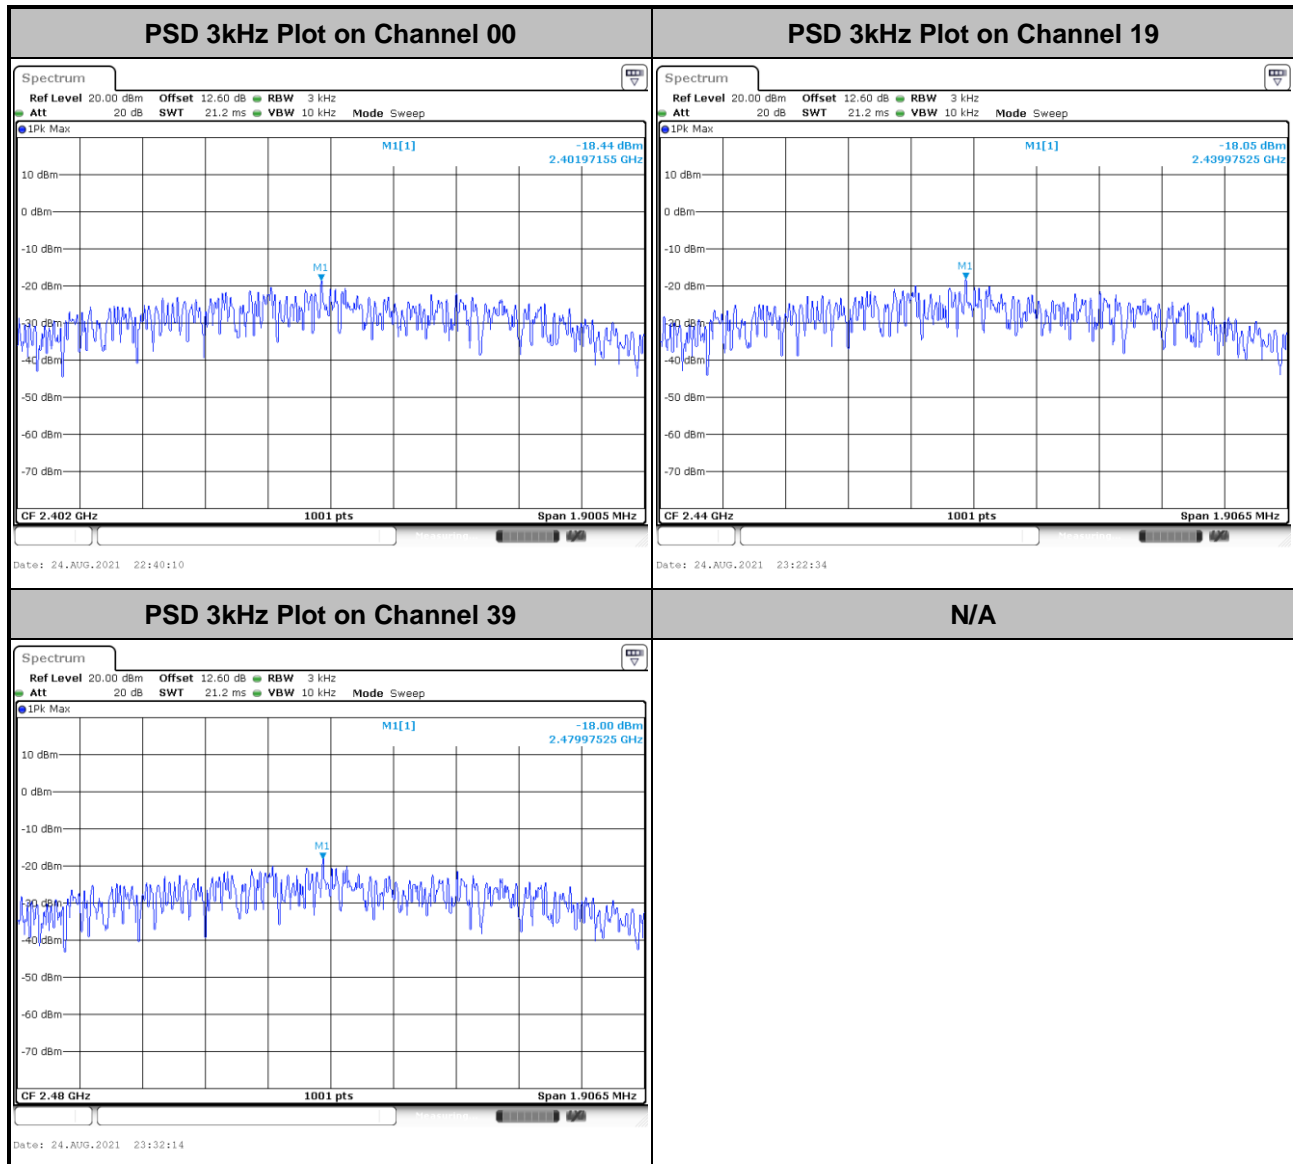 PSD 3kHz Plot on Channel 00
PSD 3kHz Plot on Channel 19
Spectrum
Ref Level 20.00 dBm Offset 12.60 dB RBW 3 kHz
Att 20 dB SWT 21.2 ms VBW 10 kHz Mode Sweep
1Pk Max
M1[1] -18.44 dBm
2.40197155 GHz
10 dBm
0 dBm
-10 dBm
M1
-20 dBm
-30 dBm
-40 dBm
-50 dBm
-60 dBm
-70 dBm
CF 2.402 GHz 1001 pts Span 1.9005 MHz
Measuring...
Date: 24.AUG.2021 22:40:10
Spectrum
Ref Level 20.00 dBm Offset 12.60 dB RBW 3 kHz
Att 20 dB SWT 21.2 ms VBW 10 kHz Mode Sweep
1Pk Max
M1[1] -18.05 dBm
2.43997525 GHz
10 dBm
0 dBm
-10 dBm
M1
-20 dBm
-30 dBm
-40 dBm
-50 dBm
-60 dBm
-70 dBm
CF 2.44 GHz 1001 pts Span 1.9065 MHz
Measuring...
Date: 24.AUG.2021 23:22:34
PSD 3kHz Plot on Channel 39
N/A
Spectrum
Ref Level 20.00 dBm Offset 12.60 dB RBW 3 kHz
Att 20 dB SWT 21.2 ms VBW 10 kHz Mode Sweep
1Pk Max
M1[1] -18.00 dBm
2.47997525 GHz
10 dBm
0 dBm
-10 dBm
M1
-20 dBm
-30 dBm
-40 dBm
-50 dBm
-60 dBm
-70 dBm
CF 2.48 GHz 1001 pts Span 1.9065 MHz
Measuring...
Date: 24.AUG.2021 23:32:14